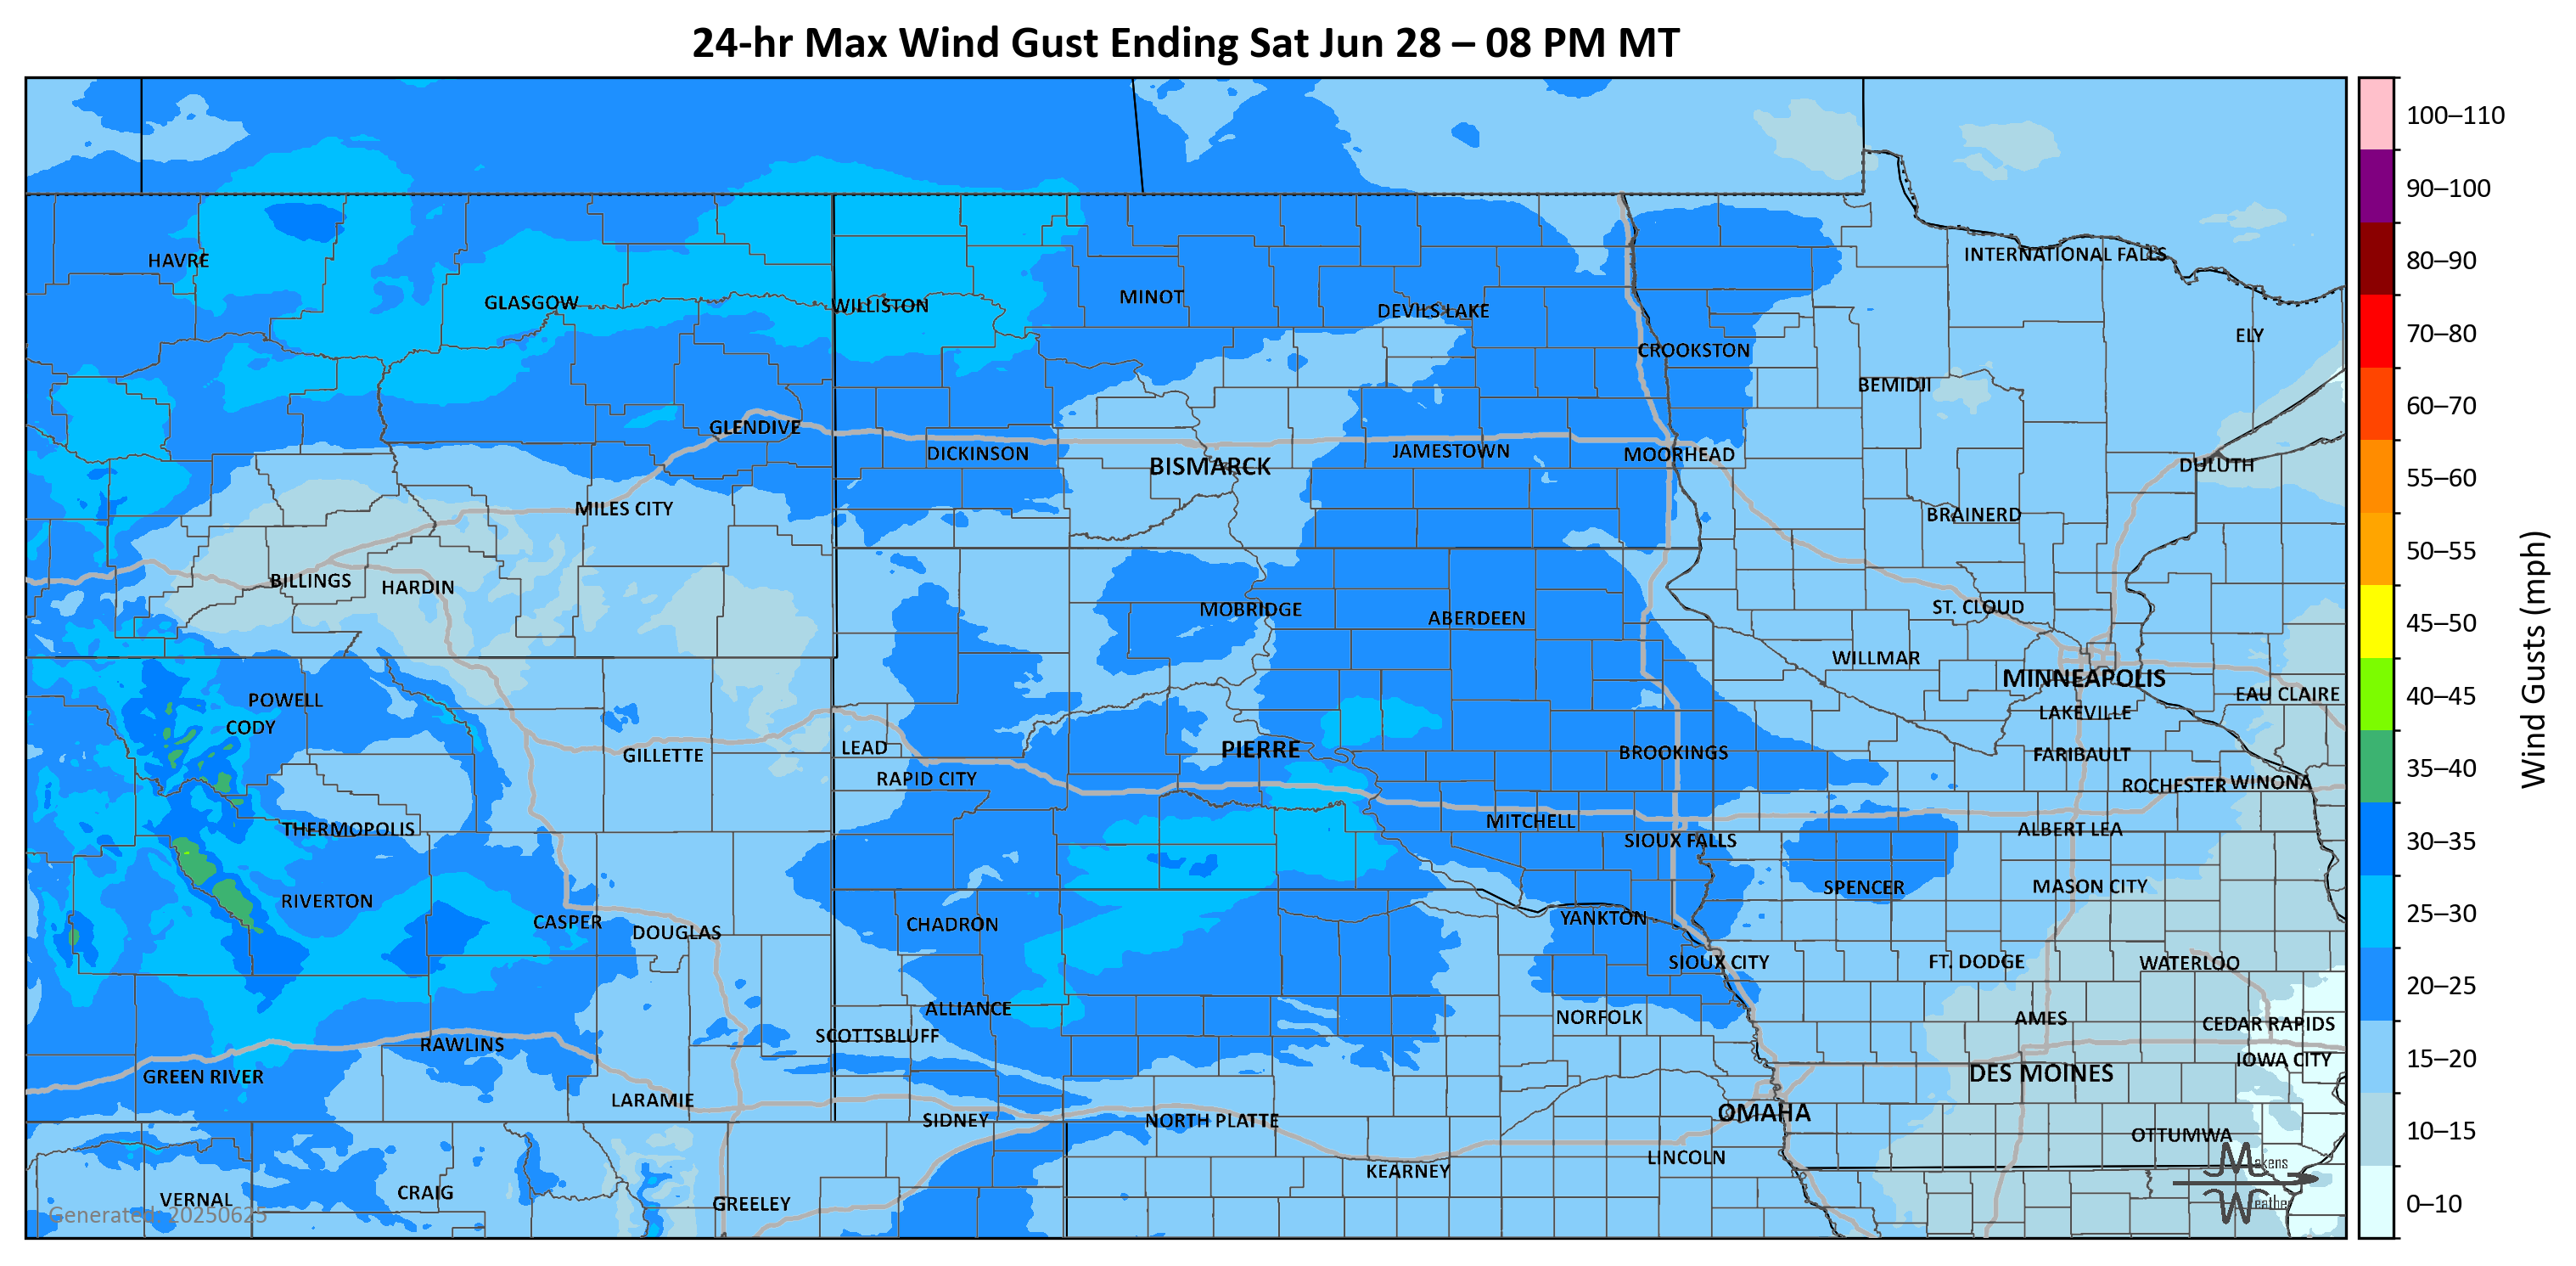 24-hr Max Wind Gust Ending Sat Jun 28 – 08 PM MT
HAVRE
GLASGOW
WILLISTON
MINOT
DEVILS LAKE
CROOKSTON
INTERNATIONAL FALLS
ELY
BEMIDJI
GLENDIVE
DICKINSON
BISMARCK
JAMESTOWN
MOORHEAD
DULUTH
MILES CITY
BRAINERD
BILLINGS
HARDIN
MOBRIDGE
ABERDEEN
ST. CLOUD
WILLMAR
MINNEAPOLIS
EAU CLAIRE
LAKEVILLE
POWELL
CODY
GILLETTE
LEAD
RAPID CITY
PIERRE
BROOKINGS
FARIBAULT
ROCHESTER
WINONA
THERMOPOLIS
MITCHELL
SIOUX FALLS
ALBERT LEA
RIVERTON
CASPER
DOUGLAS
CHADRON
YANKTON
SPENCER
MASON CITY
SIOUX CITY
FT. DODGE
WATERLOO
ALLIANCE
SCOTTSBLUFF
NORFOLK
AMES
CEDAR RAPIDS
RAWLINS
GREEN RIVER
IOWA CITY
DES MOINES
LARAMIE
SIDNEY
NORTH PLATTE
OMAHA
OTTUMWA
VERNAL
CRAIG
GREELEY
KEARNEY
LINCOLN
Generated: 20250625
Makens
Weather
100–110
90–100
80–90
70–80
60–70
55–60
50–55
45–50
40–45
35–40
30–35
25–30
20–25
15–20
10–15
0–10
Wind Gusts (mph)